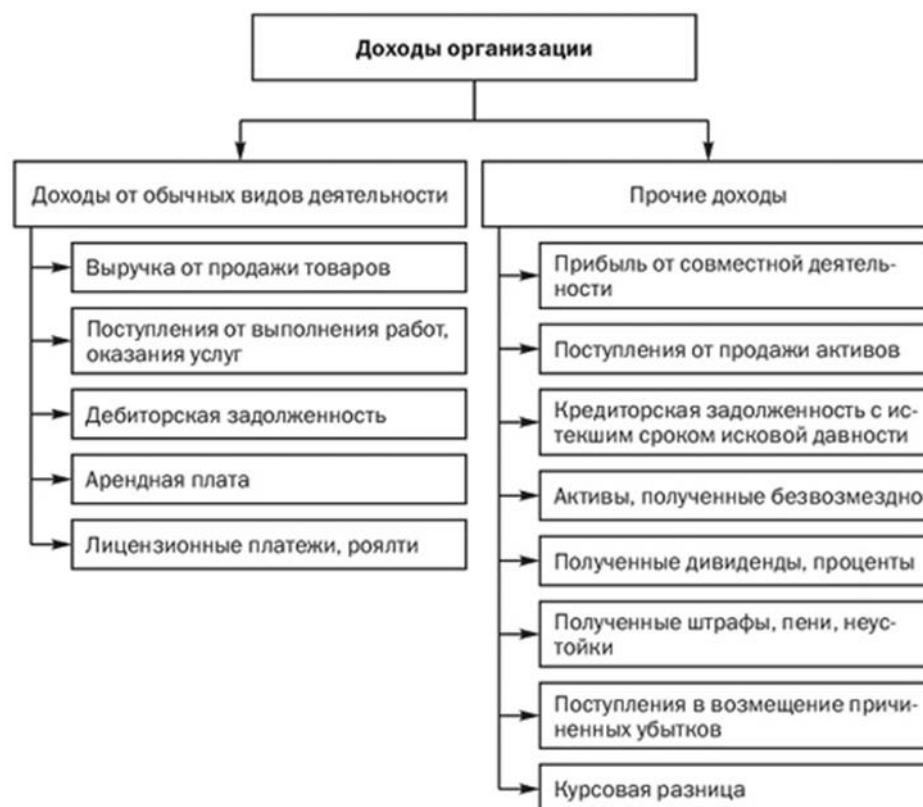 Доходы организации
Доходы от обычных видов деятельности
Выручка от продажи товаров
Поступления от выполнения работ,
оказания услуг
Дебиторская задолженность
Арендная плата
Лицензионные платежи, роялти
Прочие доходы
Прибыль от совместной деятель-
ности
Поступления от продажи активов
Кредиторская задолженность с ис-
текшим сроком исковой давности
Активы, полученные безвозмездно
Полученные дивиденды, проценты
Полученные штрафы, пени, неус-
тойки
Поступления в возмещение причи-
ненных убытков
Курсовая разница